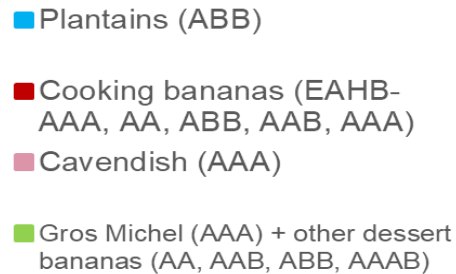 Plantains (ABB)
Cooking bananas (EAHB-
AAA, AA, ABB, AAB, AAA)
Cavendish (AAA)
Gros Michel (AAA) + other dessert
bananas (AA, AAB, ABB, AAAB)